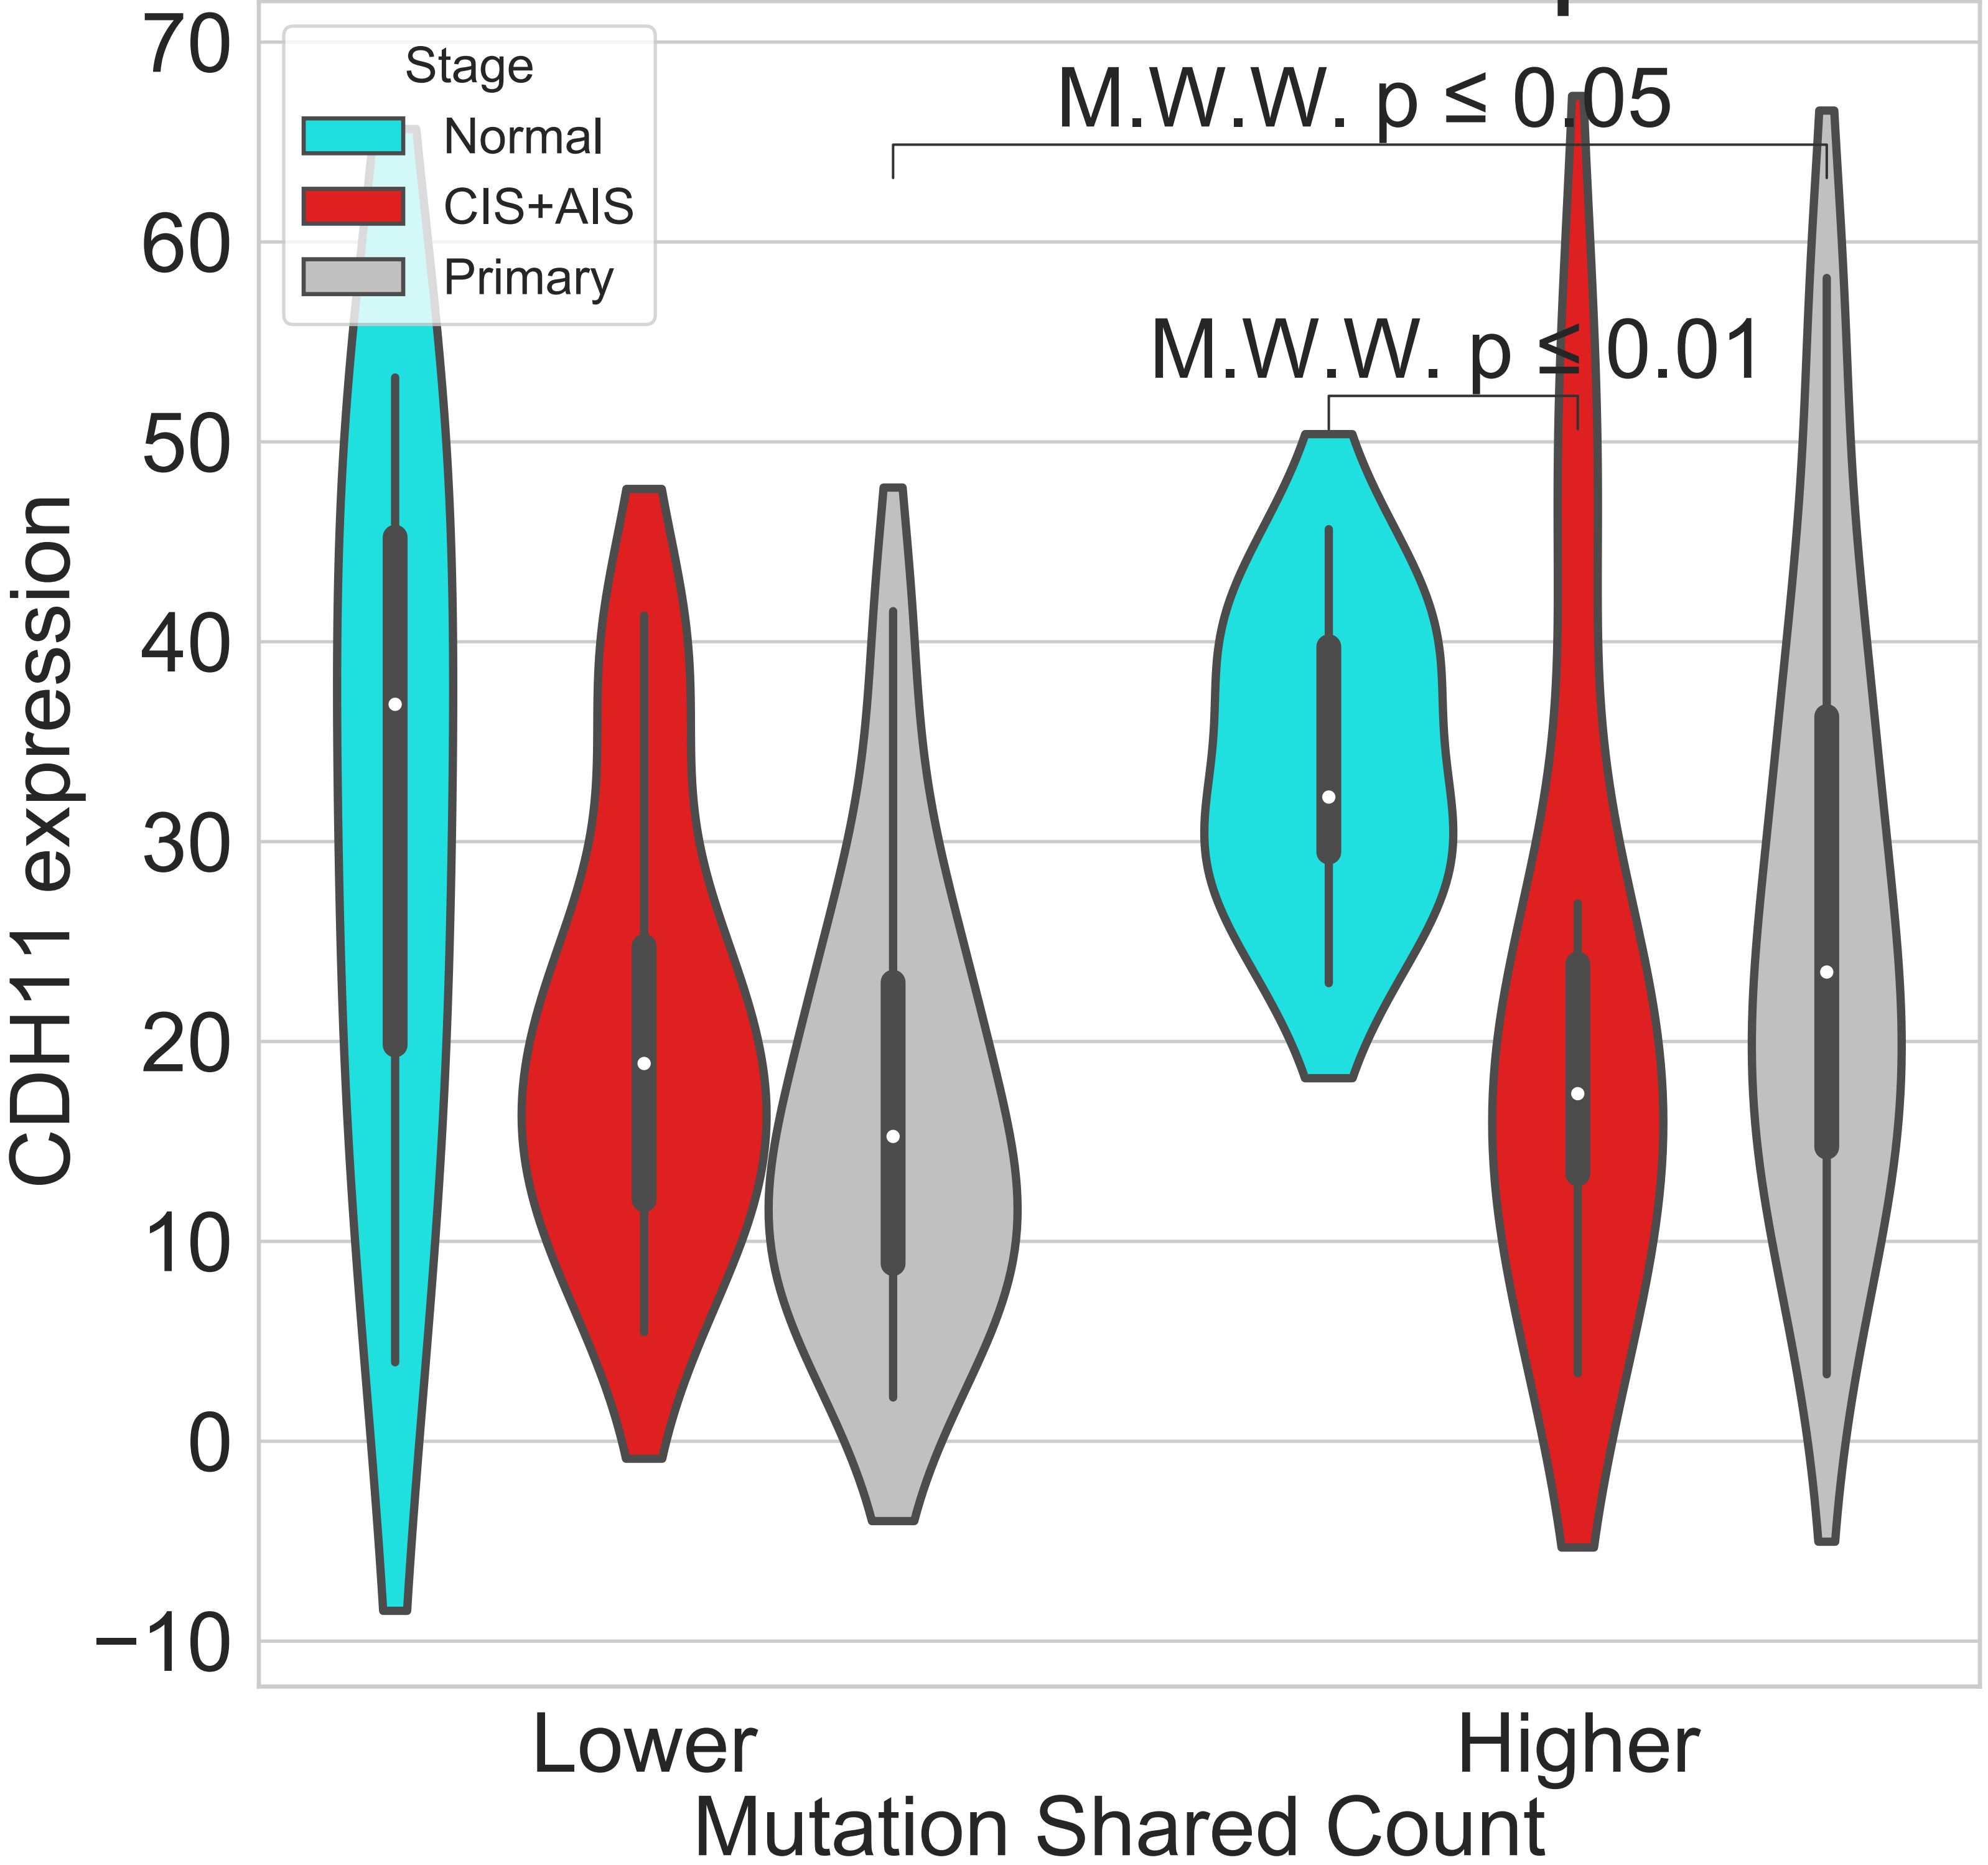 70
60
50
40
30
20
10
0
−10
CDH11 expression
Stage
Normal
CIS+AIS
Primary
M.W.W. p ≤ 0.05
M.W.W. p ≤ 0.01
Lower
Higher
Mutation Shared Count